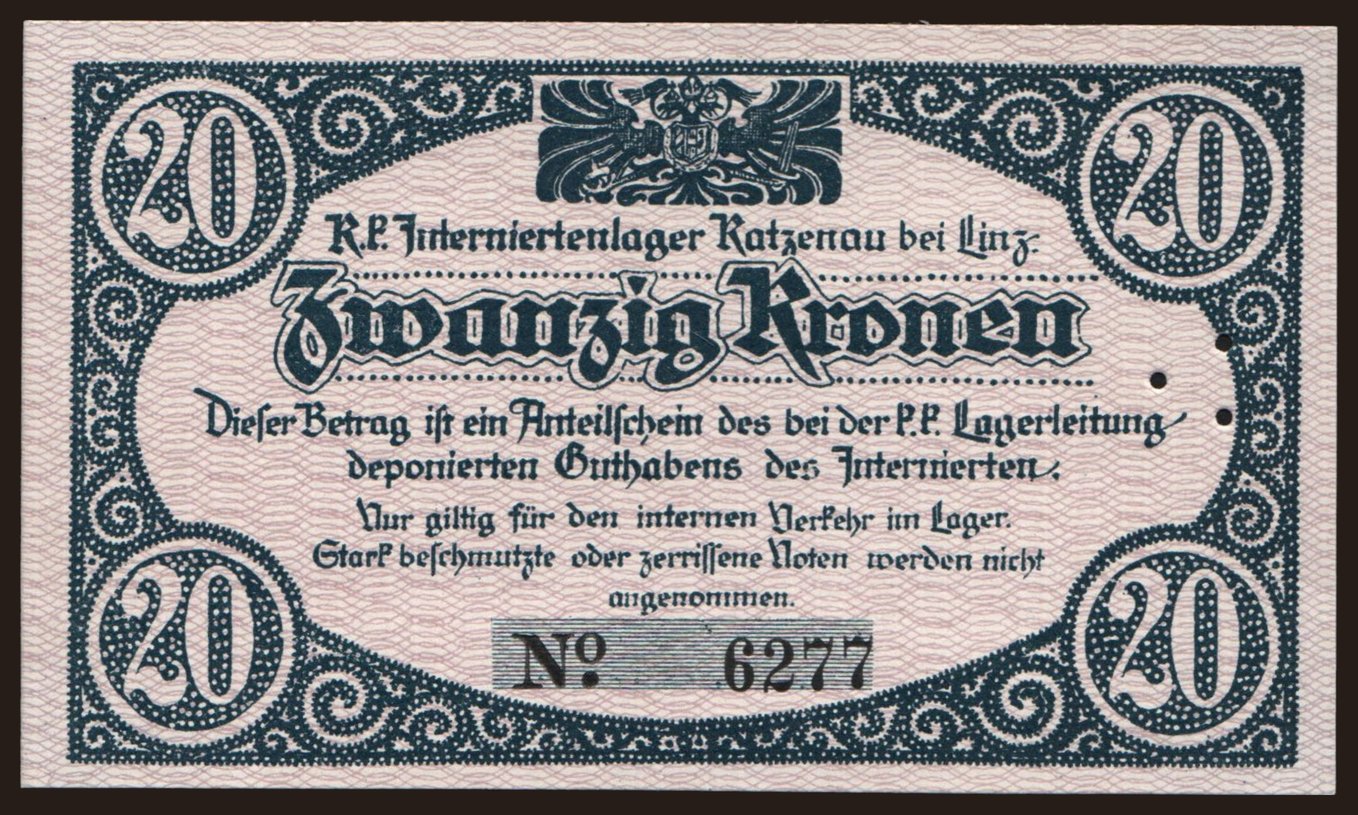 20 20
K.k. Interniertenlager Katzenau bei Linz.
Zwanzig Kronen
Dieser Betrag ist ein Anteilschein des bei der k.k. Lagerleitung
deponierten Guthabens des Internierten.
Nur giltig für den internen Verkehr im Lager.
Stark beschmutzte oder zerrissene Noten werden nicht
angenommen.
20 20
No. 6277